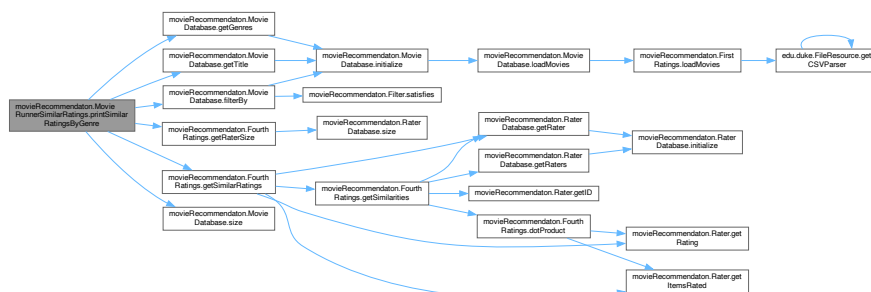 movieRecommendaton.Movie
RunnerSimilarRatings.printSimilar
RatingsByGenre
movieRecommendaton.Movie
Database.getGenres
movieRecommendaton.Movie
Database.getTitle
movieRecommendaton.Movie
Database.filterBy
movieRecommendaton.Fourth
Ratings.getRaterSize
movieRecommendaton.Fourth
Ratings.getSimilarRatings
movieRecommendaton.Movie
Database.size
movieRecommendaton.Movie
Database.initialize
movieRecommendaton.Filter.satisfies
movieRecommendaton.Rater
Database.size
movieRecommendaton.Fourth
Ratings.getSimilarities
movieRecommendaton.Movie
Database.loadMovies
movieRecommendaton.Rater
Database.getRater
movieRecommendaton.Rater
Database.getRaters
movieRecommendaton.Rater.getID
movieRecommendaton.Fourth
Ratings.dotProduct
movieRecommendaton.First
Ratings.loadMovies
movieRecommendaton.Rater
Database.initialize
movieRecommendaton.Rater.get
Rating
movieRecommendaton.Rater.get
ItemsRated
edu.duke.FileResource.get
CSVParser